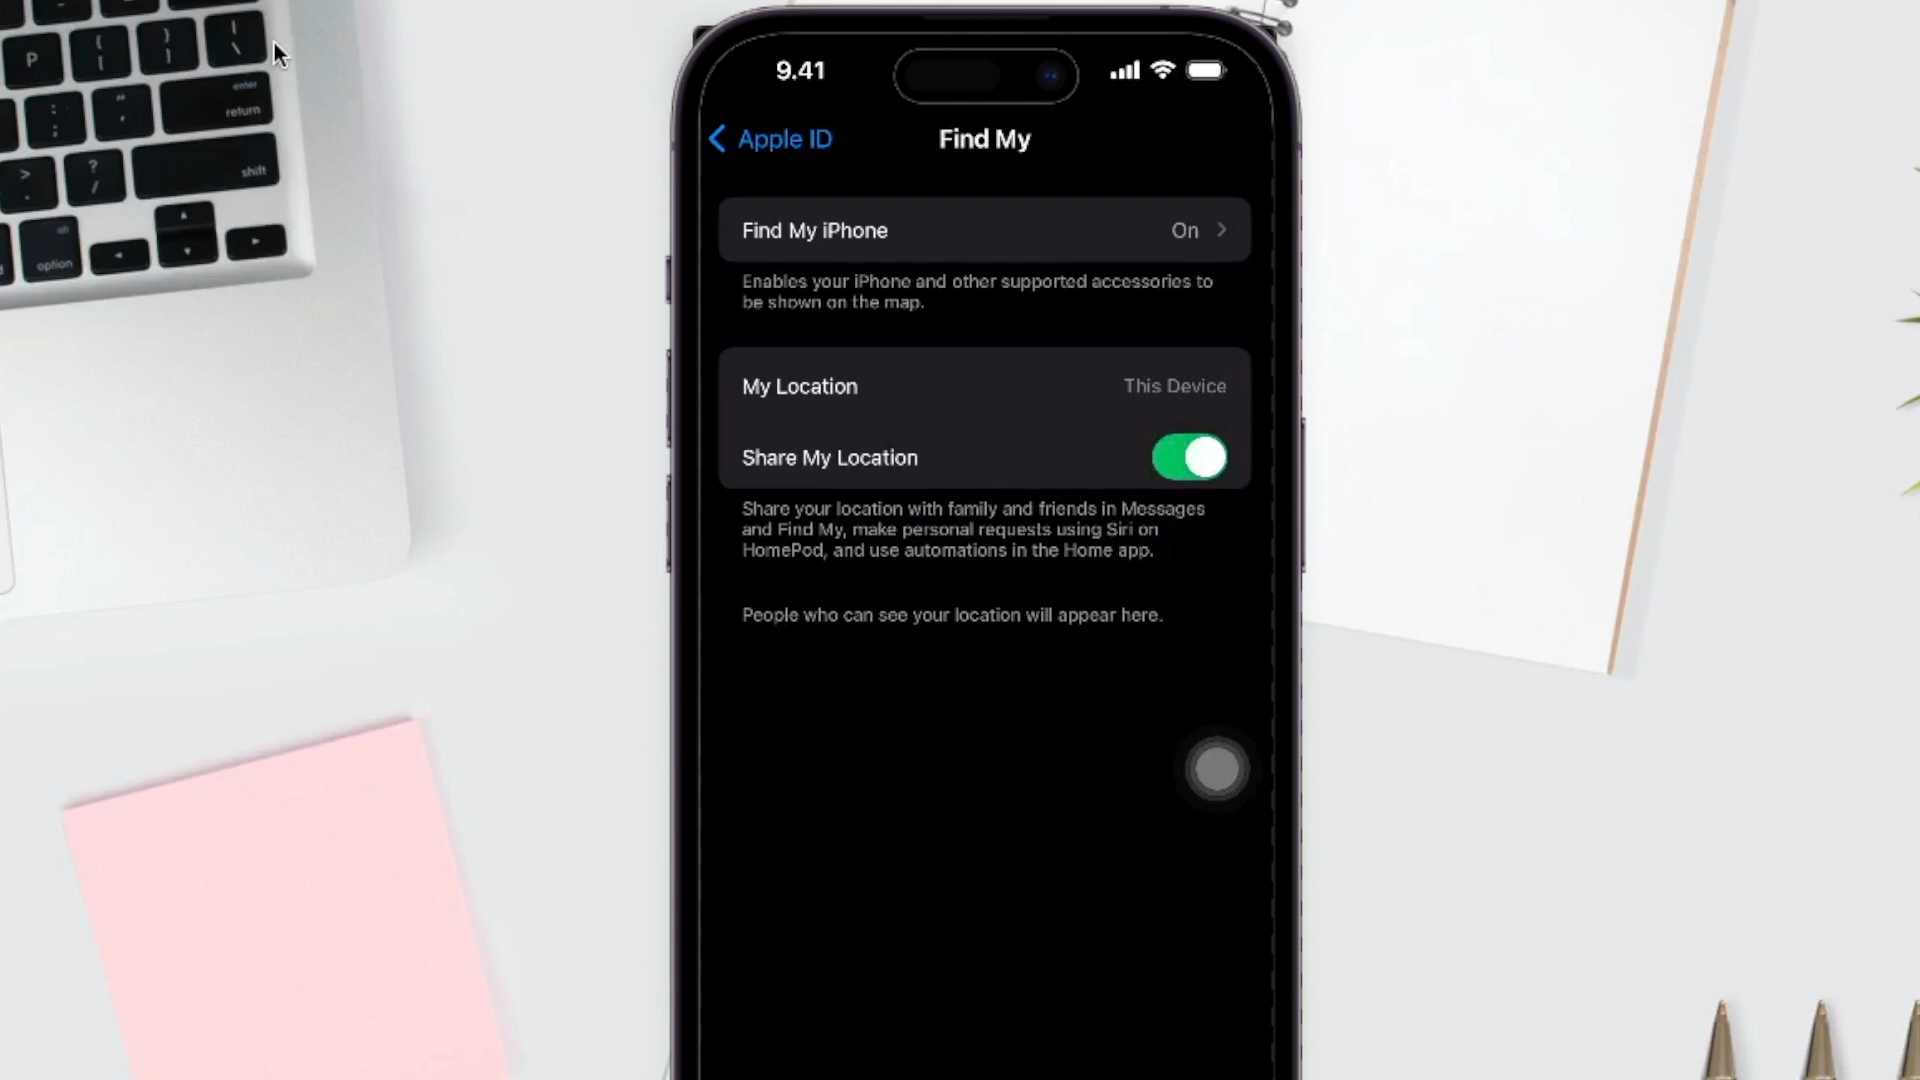 P
{
[
}
]
|
\
:
;
"
'
enter
return
>
.
?
/
shift
alt
option
9.41
Apple ID
Find My
Find My iPhone
On
Enables your iPhone and other supported accessories to
be shown on the map.
My Location
This Device
Share My Location
Share your location with family and friends in Messages
and Find My, make personal requests using Siri on
HomePod, and use automations in the Home app.
People who can see your location will appear here.